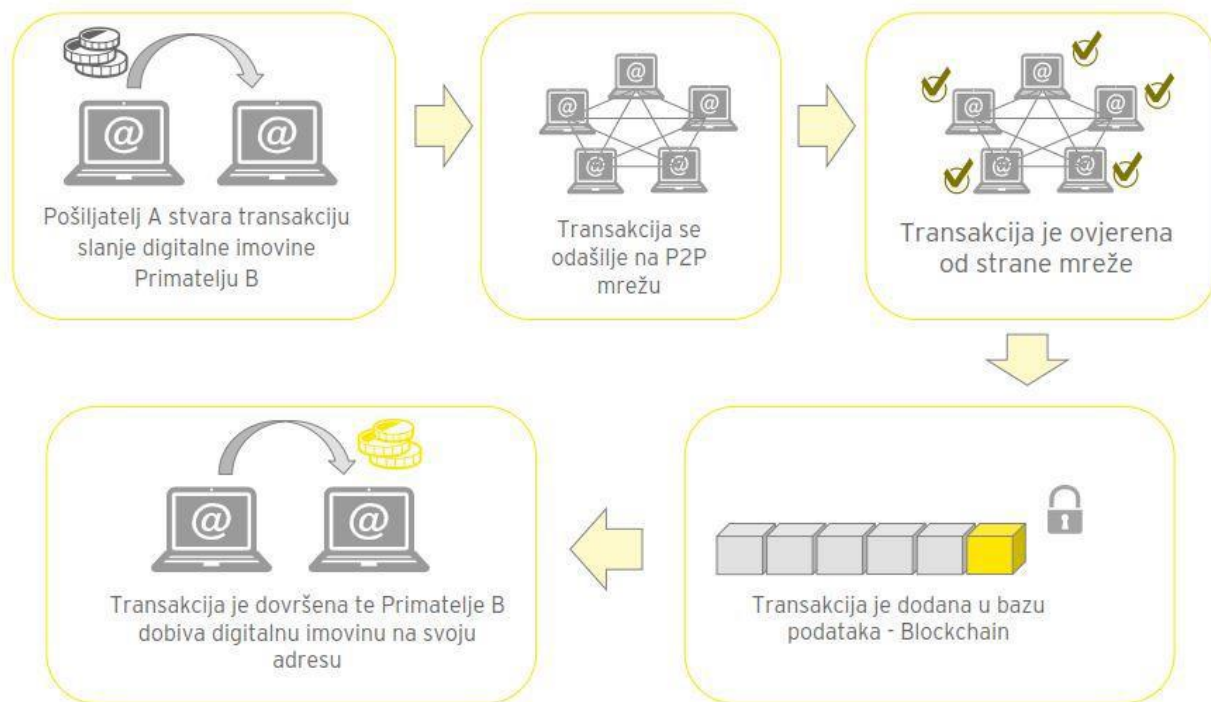 @
@
Pošiljatelj A stvara transakciju
slanje digitalne imovine
Primatelju B
@
@
@
@
@
Transakcija se
odašilje na P2P
mrežu
@
@
@
@
@
Transakcija je ovjerena
od strane mreže
@
@
Transakcija je dovršena te Primatelje B
dobiva digitalnu imovinu na svoju
adresu
Transakcija je dodana u bazu
podataka - Blockchain